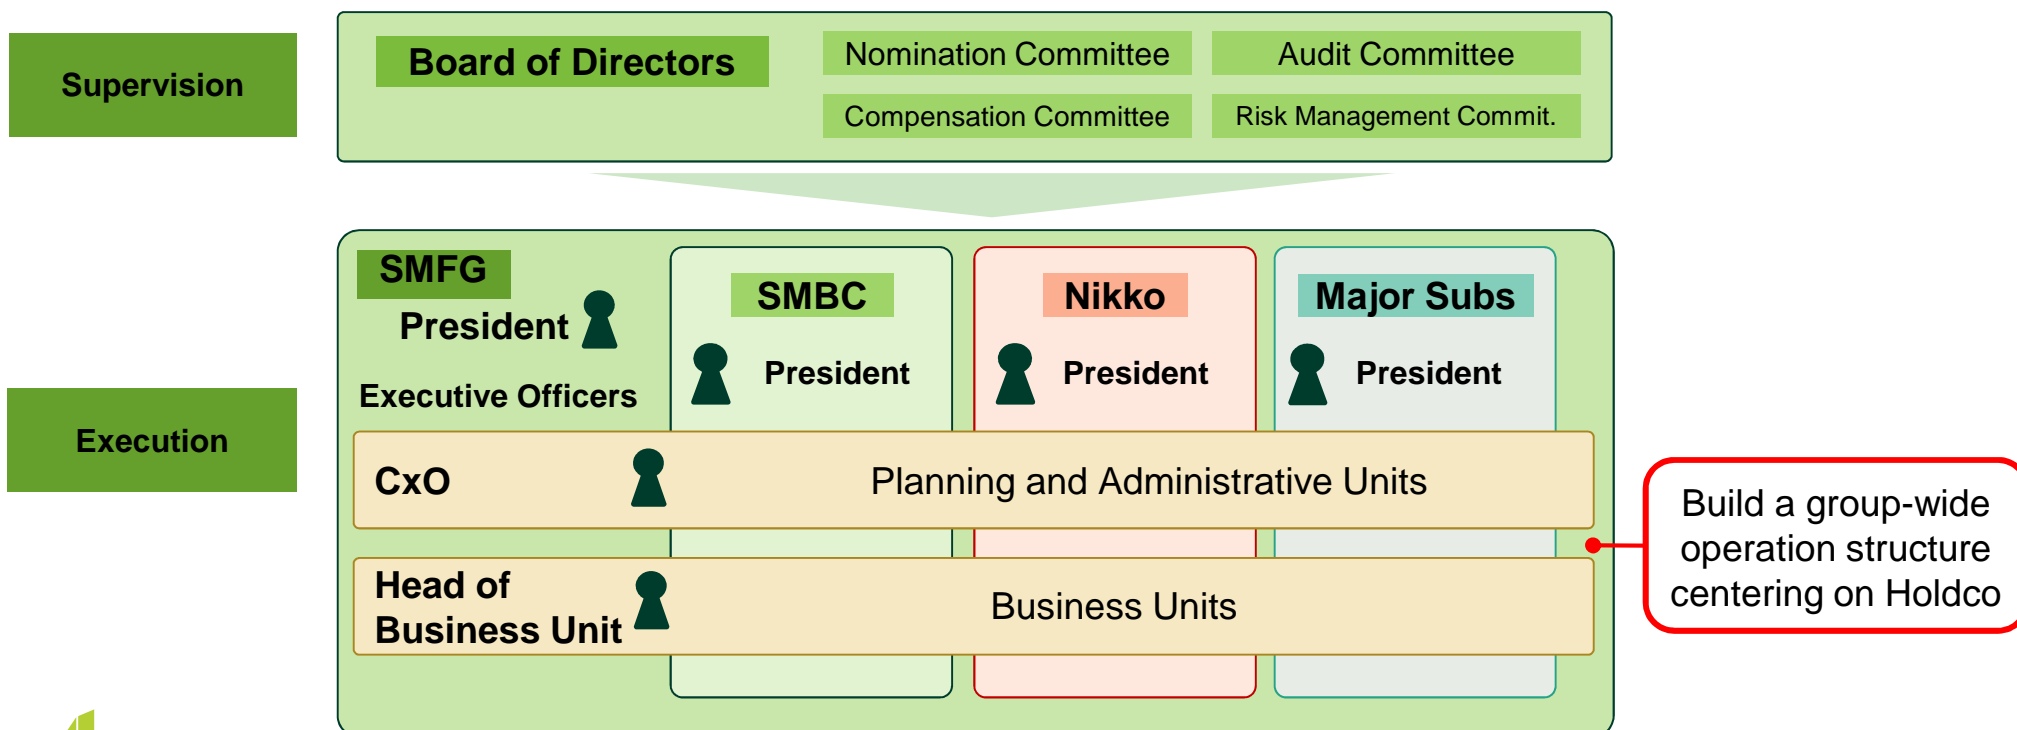 Supervision
Board of Directors
Nomination Committee
Audit Committee
Compensation Committee
Risk Management Commit.
Execution
SMFG
President
Executive Officers
SMBC
President
Nikko
President
Major Subs
President
CxO
Planning and Administrative Units
Head of
Business Unit
Business Units
Build a group-wide
operation structure
centering on Holdco